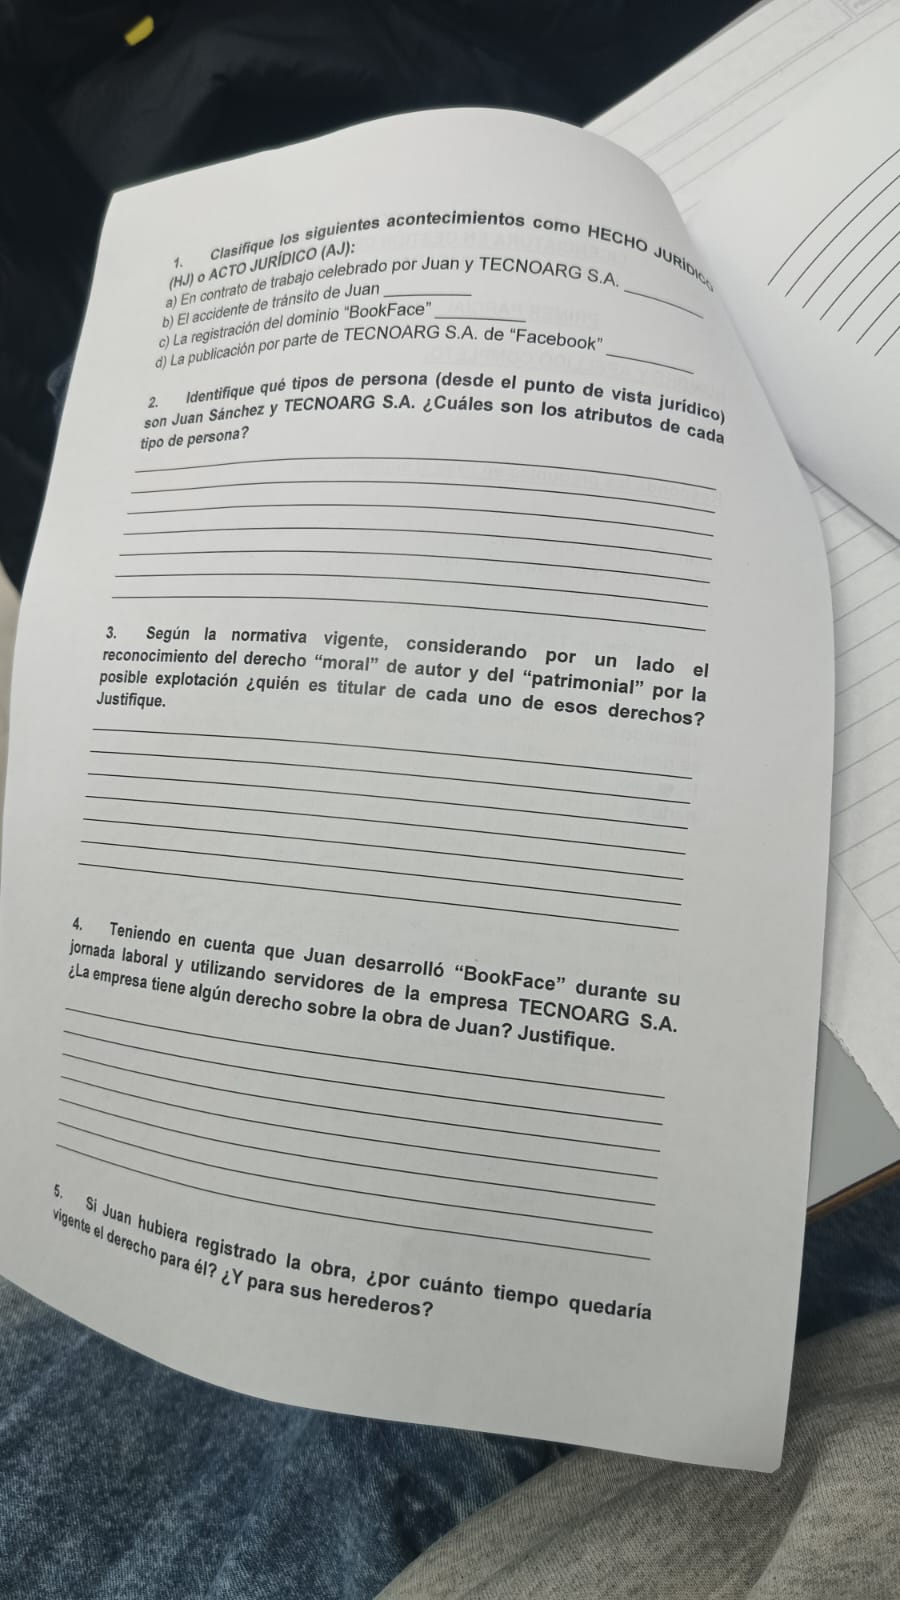 1. Clasifique los siguientes acontecimientos como HECHO JURÍDICO
(HJ) o ACTO JURÍDICO (AJ):
a) En contrato de trabajo celebrado por Juan y TECNOARG S.A.
b) El accidente de tránsito de Juan
c) La registración del dominio “BookFace”
d) La publicación por parte de TECNOARG S.A. de “Facebook”
2. Identifique qué tipos de persona (desde el punto de vista jurídico)
son Juan Sánchez y TECNOARG S.A. ¿Cuáles son los atributos de cada
tipo de persona?
3. Según la normativa vigente, considerando por un lado el
reconocimiento del derecho “moral” de autor y del “patrimonial” por la
posible explotación ¿quién es titular de cada uno de esos derechos?
Justifique.
4. Teniendo en cuenta que Juan desarrolló “BookFace” durante su
jornada laboral y utilizando servidores de la empresa TECNOARG S.A.
¿La empresa tiene algún derecho sobre la obra de Juan? Justifique.
5. Si Juan hubiera registrado la obra, ¿por cuánto tiempo quedaría
vigente el derecho para él? ¿Y para sus herederos?